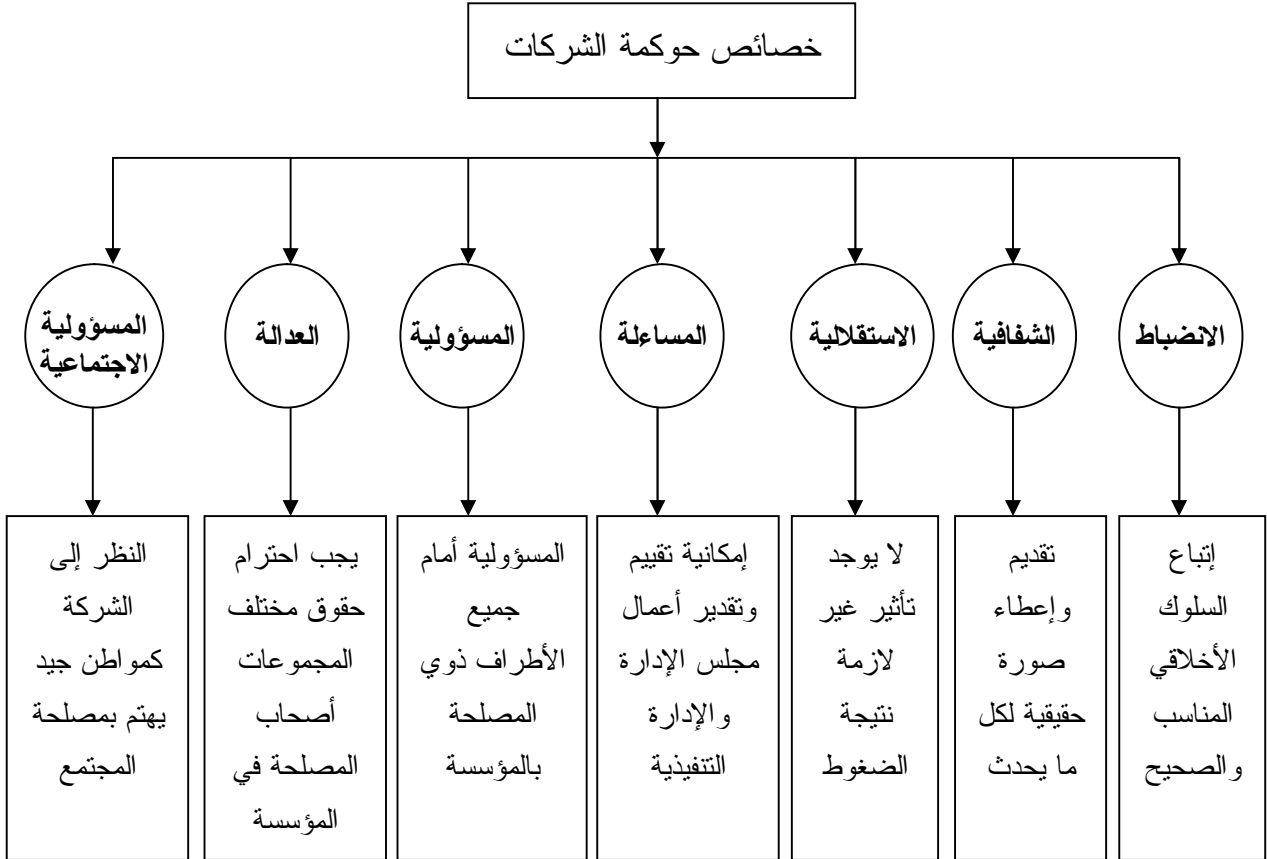 خصائص حوكمة الشركات
الانضباط
الشفافية
الاستقلالية
المساءلة
المسؤولية
العدالة
المسؤولية
الاجتماعية
إتباع
السلوك
الأخلاقي
المناسب
والصحيح
تقديم
وإعطاء
صورة
حقيقية لكل
ما يحدث
لا يوجد
تأثير غير
لازمة
نتيجة
الضغوط
إمكانية تقييم
وتقدير أعمال
مجلس الإدارة
والإدارة
التنفيذية
المسؤولية أمام
جميع
الأطراف ذوي
المصلحة
بالمؤسسة
يجب احترام
حقوق مختلف
المجموعات
أصحاب
المصلحة في
المؤسسة
النظر إلى
الشركة
كمواطن جيد
يهتم بمصلحة
المجتمع